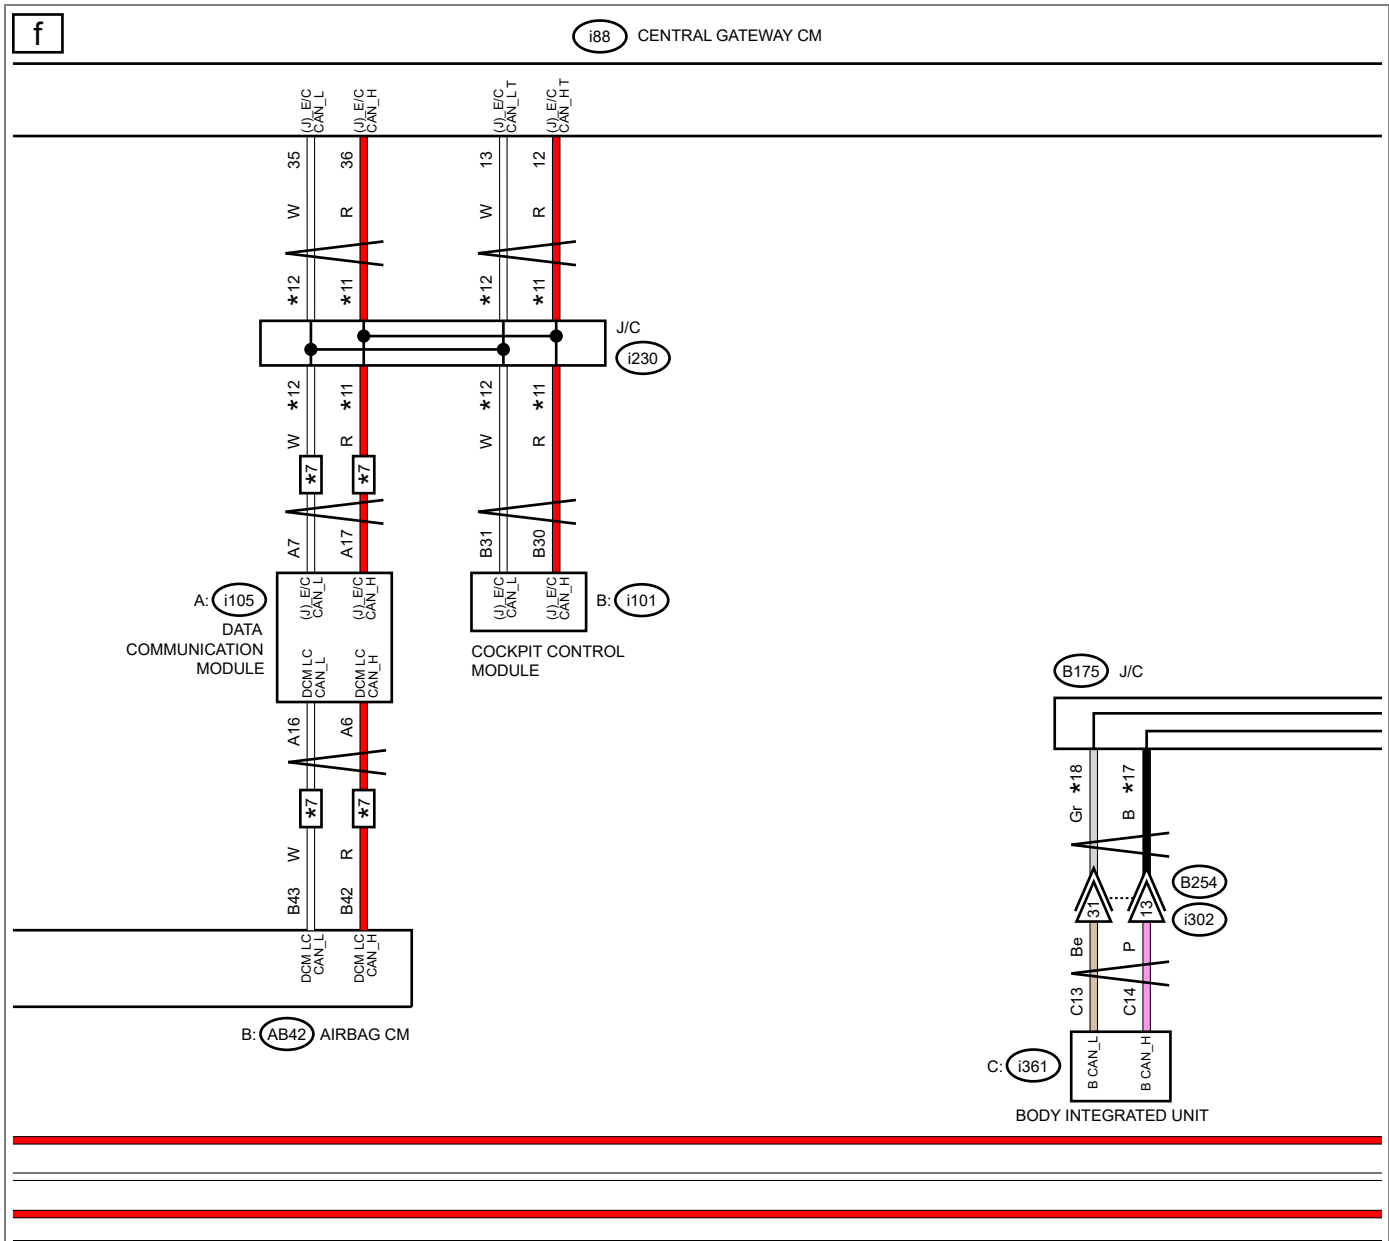 f
i88 CENTRAL GATEWAY CM
(J)_E/C
CAN_L
(J)_E/C
CAN_H
(J)_E/C
CAN_L T
(J)_E/C
CAN_H T
35
36
13
12
W
R
W
R
*12
*11
*12
*11
J/C
i230
*12
*11
*12
*11
W
R
W
R
*7
*7
A7
A17
B31
B30
A: i105
DATA
COMMUNICATION
MODULE
(J)_E/C
CAN_L
(J)_E/C
CAN_H
DCM LC
CAN_L
DCM LC
CAN_H
(J)_E/C
CAN_L
(J)_E/C
CAN_H
B: i101
COCKPIT CONTROL
MODULE
A16
A6
*7
*7
W
R
B43
B42
DCM LC
CAN_L
DCM LC
CAN_H
B: AB42 AIRBAG CM
B175 J/C
*18
*17
Gr
B
31
13
B254
i302
Be
P
C13
C14
C: i361
B CAN_L
B CAN_H
BODY INTEGRATED UNIT